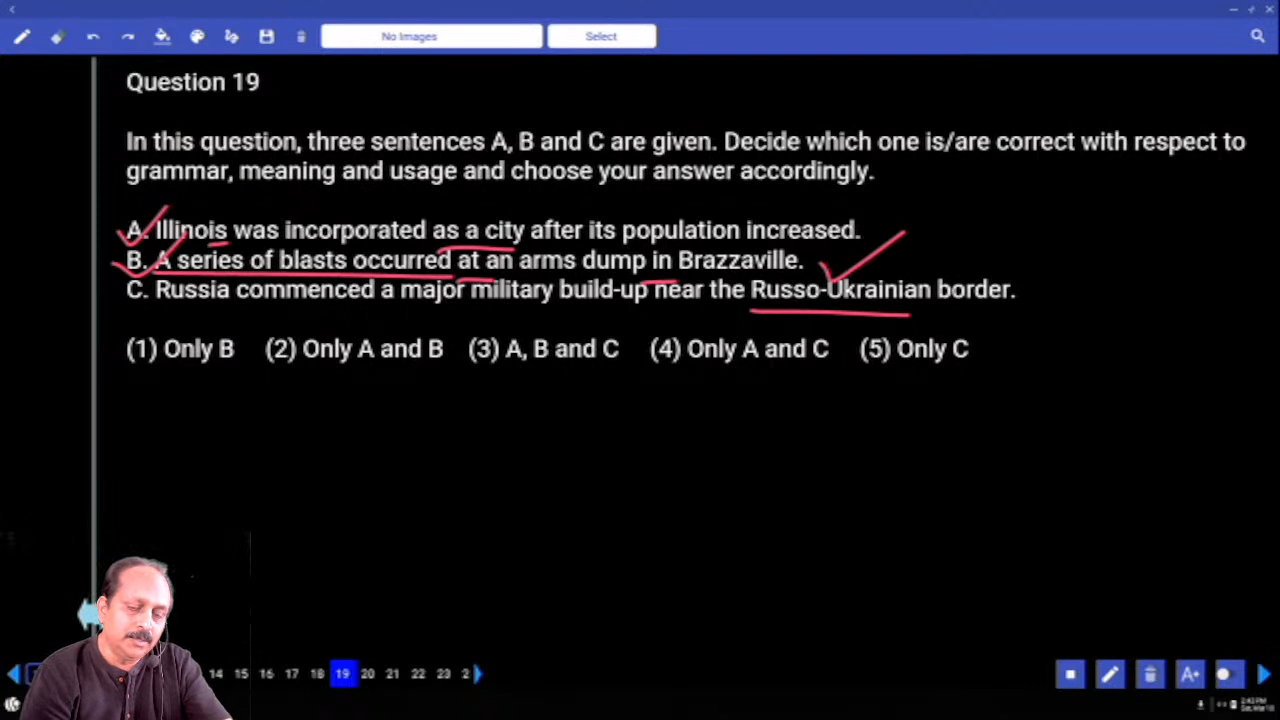 No Images
Select
Question 19
In this question, three sentences A, B and C are given. Decide which one is/are correct with respect to
grammar, meaning and usage and choose your answer accordingly.
A. Illinois was incorporated as a city after its population increased.
B. A series of blasts occurred at an arms dump in Brazzaville.
C. Russia commenced a major military build-up near the Russo-Ukrainian border.
(1) Only B (2) Only A and B (3) A, B and C (4) Only A and C (5) Only C
14 15 16 17 18 19 20 21 22 23 2
A+